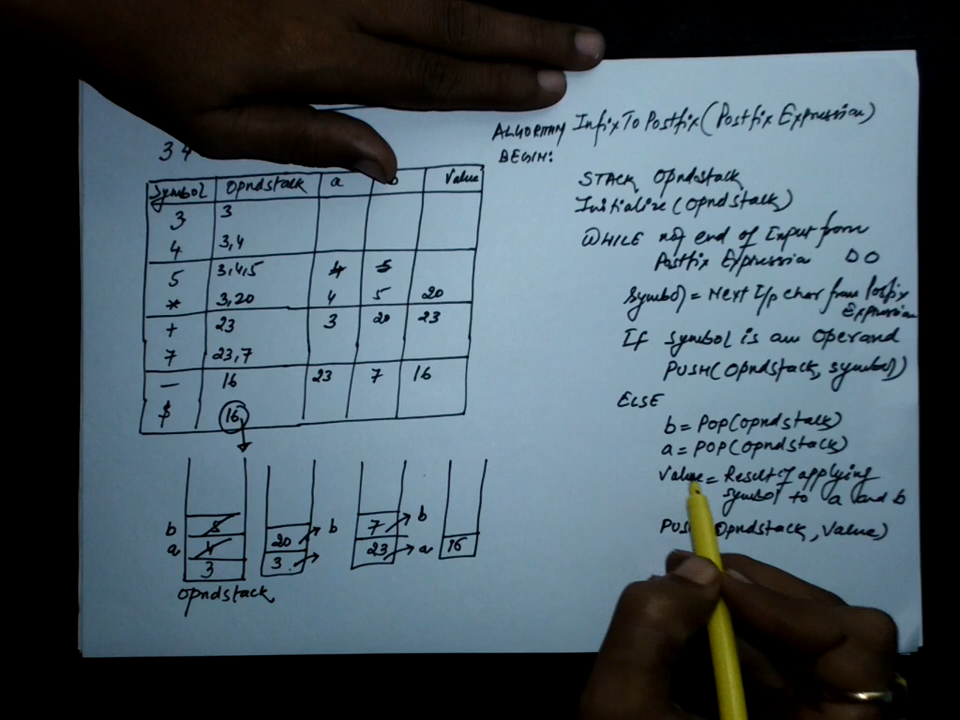 3 4
Symbol Opndstack a Value
3 3
4 3,4
5 3,4,5 4 5
* 3,20 4 5 20
+ 23 3 20 23
7 23,7
— 16 23 7 16
$ 16
b 5
a 4
3
opndstack
20 b
3
7 b
23 a
16
ALGORITHM InfixToPostfix(Postfix Expression)
BEGIN:
STACK OpndStack
Initialize(OpndStack)
WHILE not end of Input from
Postfix Expression DO
Symbol = Next I/p char from Postfix
Expression
If symbol is an Operand
PUSH(OpndStack, symbol)
ELSE
b = POP(OpndStack)
a = POP(OpndStack)
Value = Result of applying
symbol to a and b
PUSH OpndStack, Value)